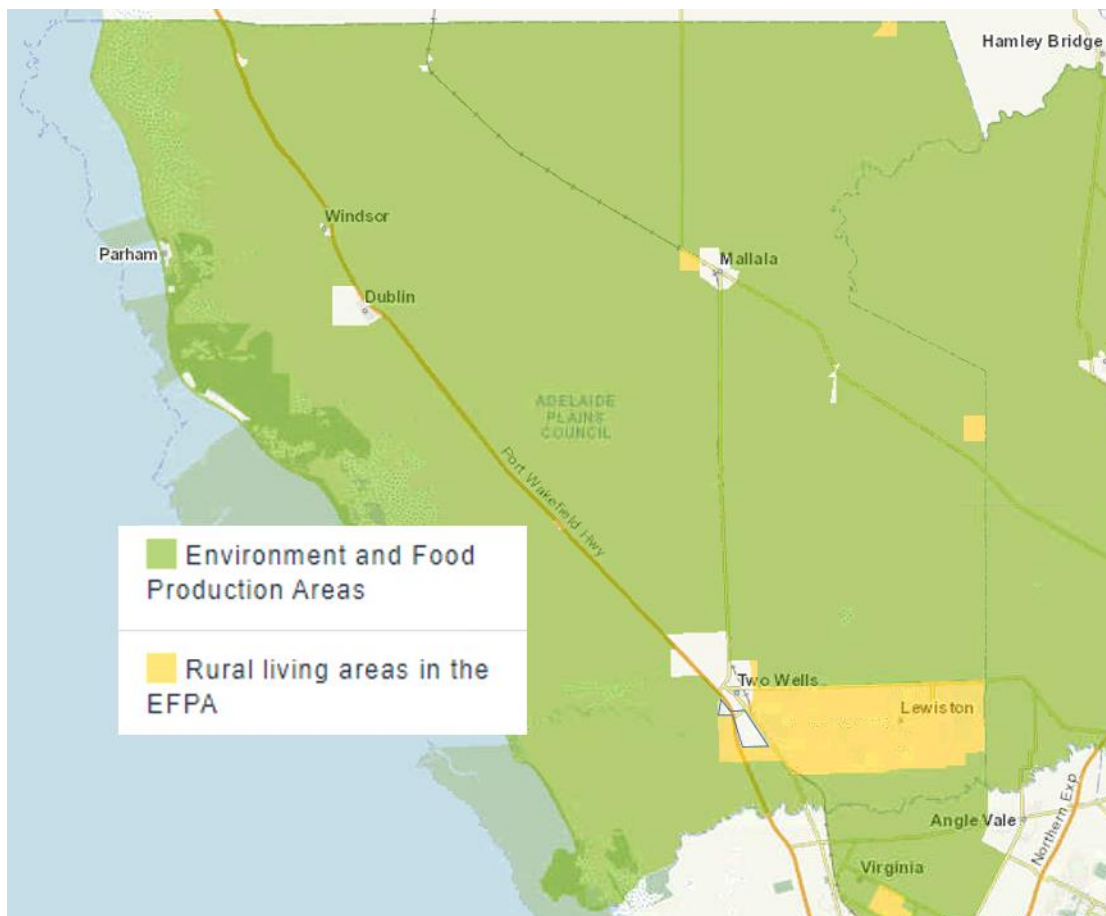 Hamley Bridge
Windsor
Parham
Mallala
Dublin
ADELAIDE
PLAINS
COUNCIL
Port Wakefield Hwy
Environment and Food
Production Areas
Rural living areas in the
EFPA
Two Wells
Lewiston
Angle Vale
Northern Exp
Virginia